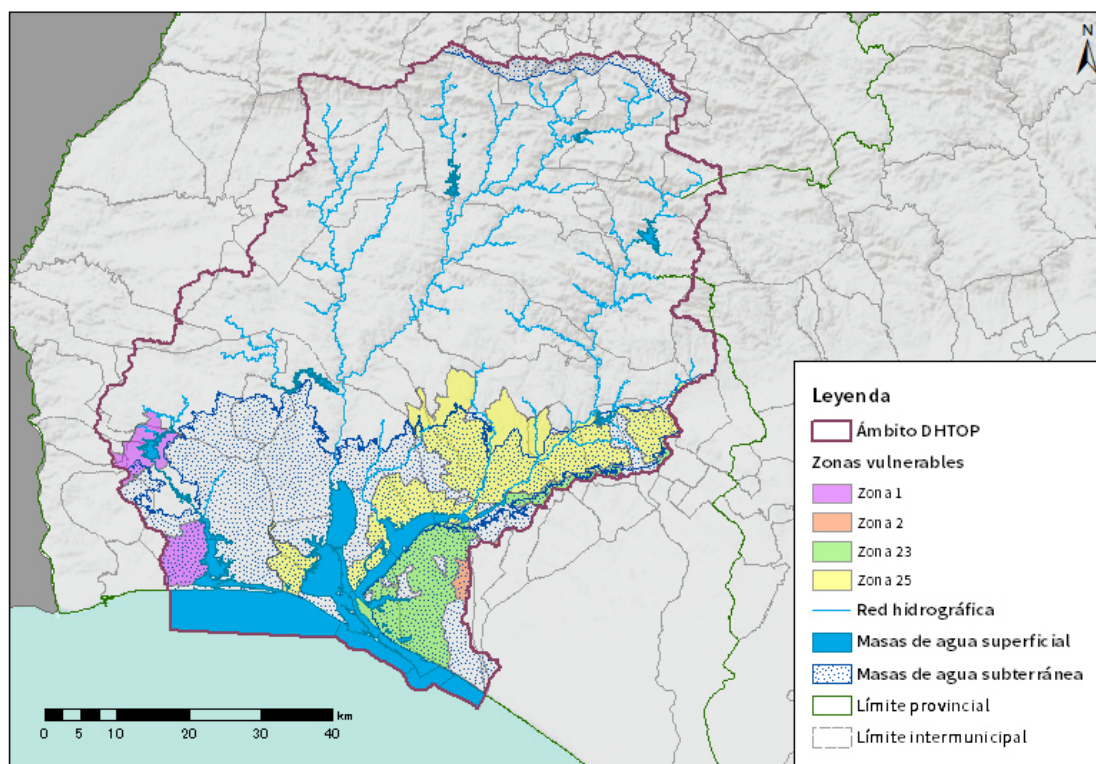 N
Leyenda
Ámbito DHTOP
Zonas vulnerables
Zona 1
Zona 2
Zona 23
Zona 25
Red hidrográfica
Masas de agua superficial
Masas de agua subterránea
Límite provincial
Límite intermunicipal
km
0 5 10 20 30 40